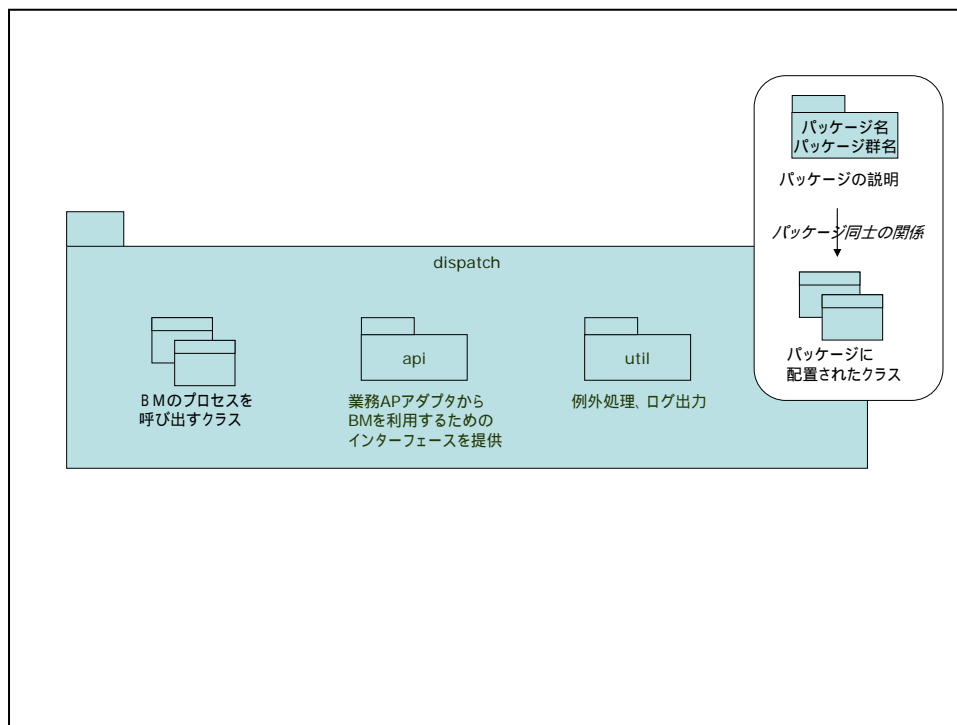 パッケージ名
パッケージ群名
パッケージの説明
パッケージ同士の関係
パッケージに
配置されたクラス
dispatch
BMのプロセスを
呼び出すクラス
api
業務APアダプタから
BMを利用するための
インターフェースを提供
util
例外処理、ログ出力